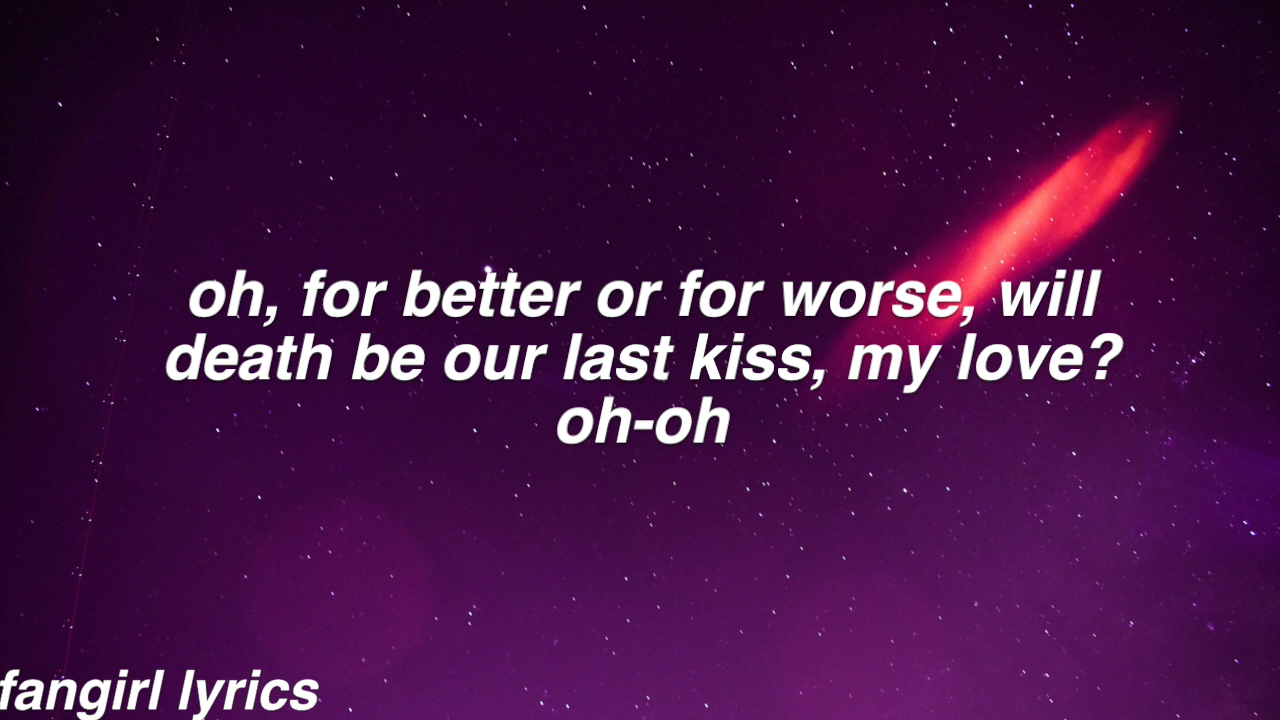 oh, for better or for worse, will
death be our last kiss, my love?
oh-oh
fangirl lyrics